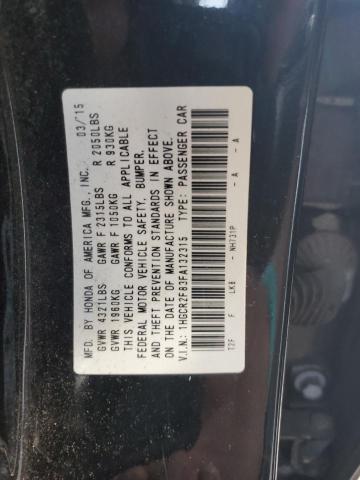 MFD. BY HONDA OF AMERICA MFG., INC. 03/15
GVWR 4321LBS GAWR F 2315LBS R 2050LBS
GVWR 1960KG GAWR F 1050KG R 930KG
THIS VEHICLE CONFORMS TO ALL APPLICABLE
FEDERAL MOTOR VEHICLE SAFETY, BUMPER,
AND THEFT PREVENTION STANDARDS IN EFFECT
ON THE DATE OF MANUFACTURE SHOWN ABOVE.
V.I.N.: 1HGCR2F83FA132315 TYPE: PASSENGER CAR
T2F F LKB - NH731P - A - A